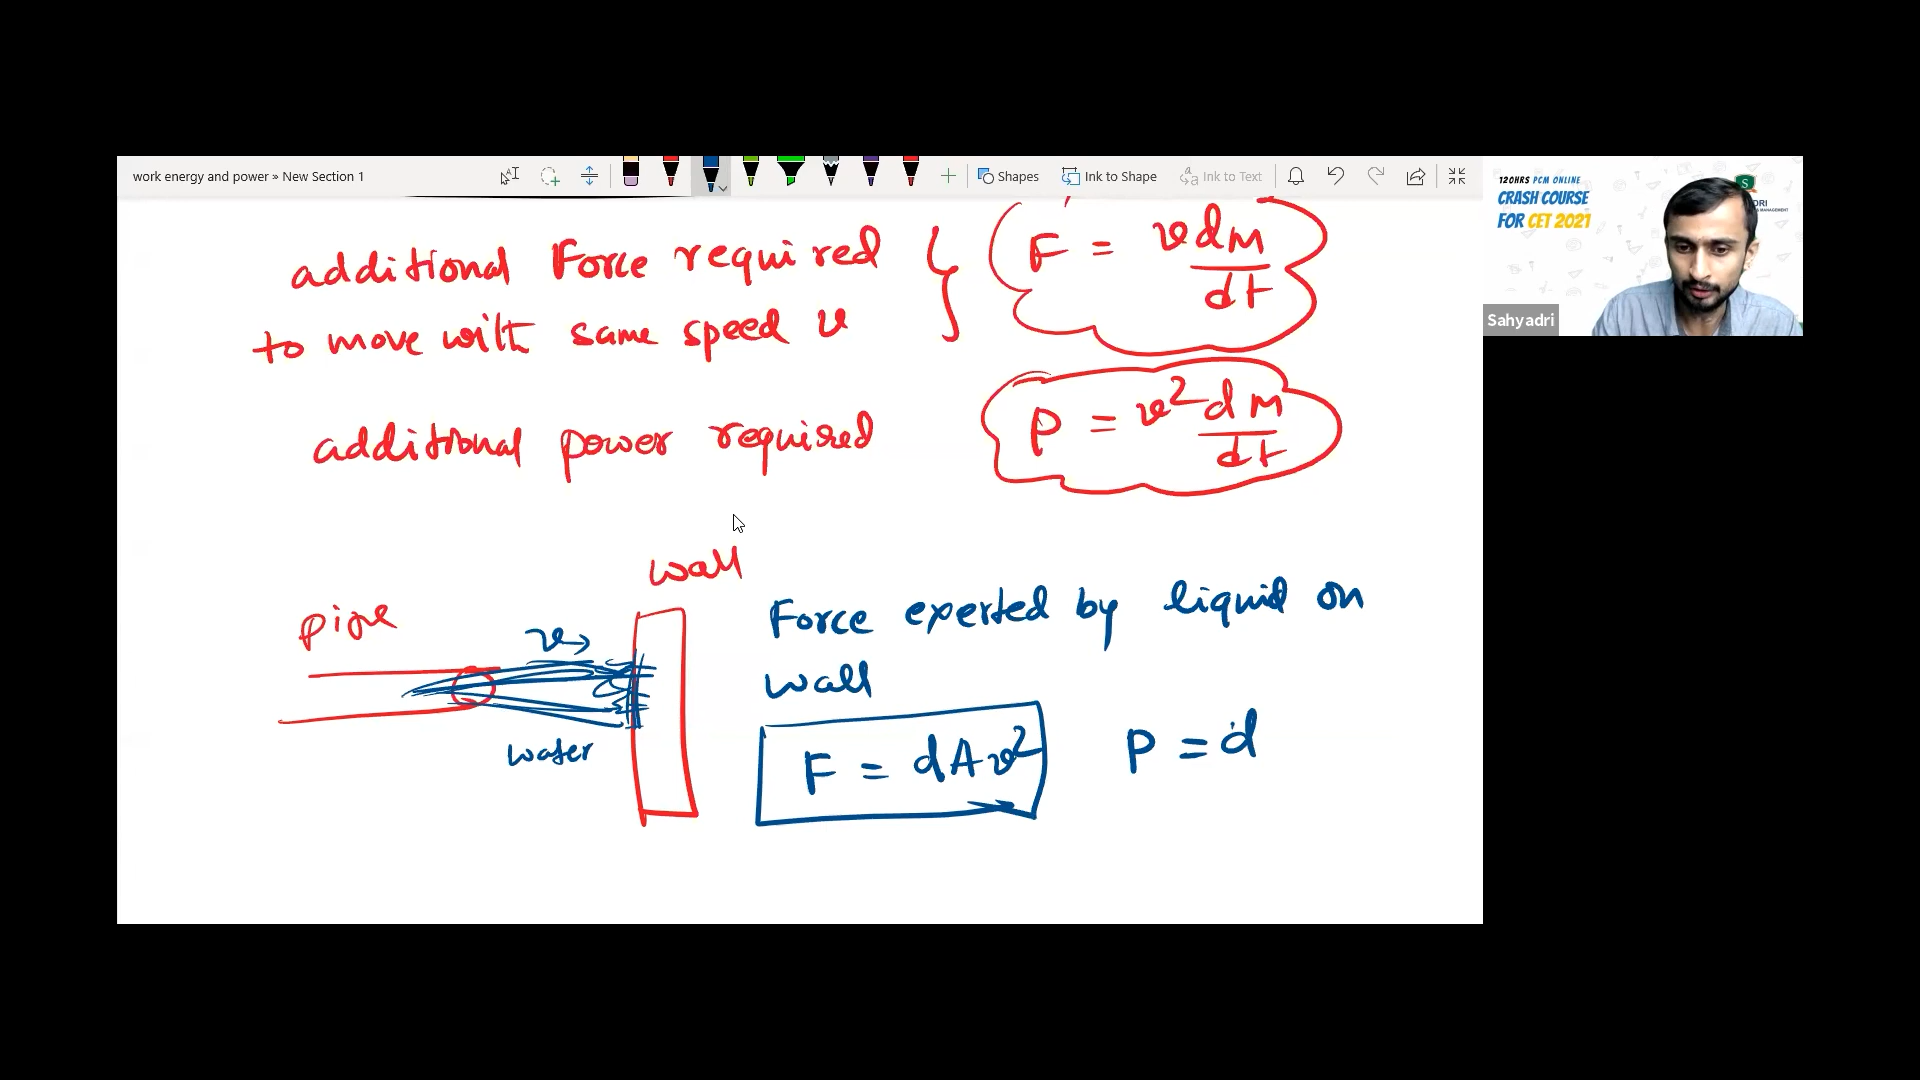 work energy and power » New Section 1
Shapes
Ink to Shape
Ink to Text
120HRS PCM ONLINE
CRASH COURSE
FOR CET 2021
S
DRI
MANAGEMENT
Sahyadri
additional Force required
to move with same speed v
F = v dM
dt
additional power required
P = v² dM
dt
wall
pipe
v→
water
Force exerted by liquid on
wall
F = dAv²
P = d